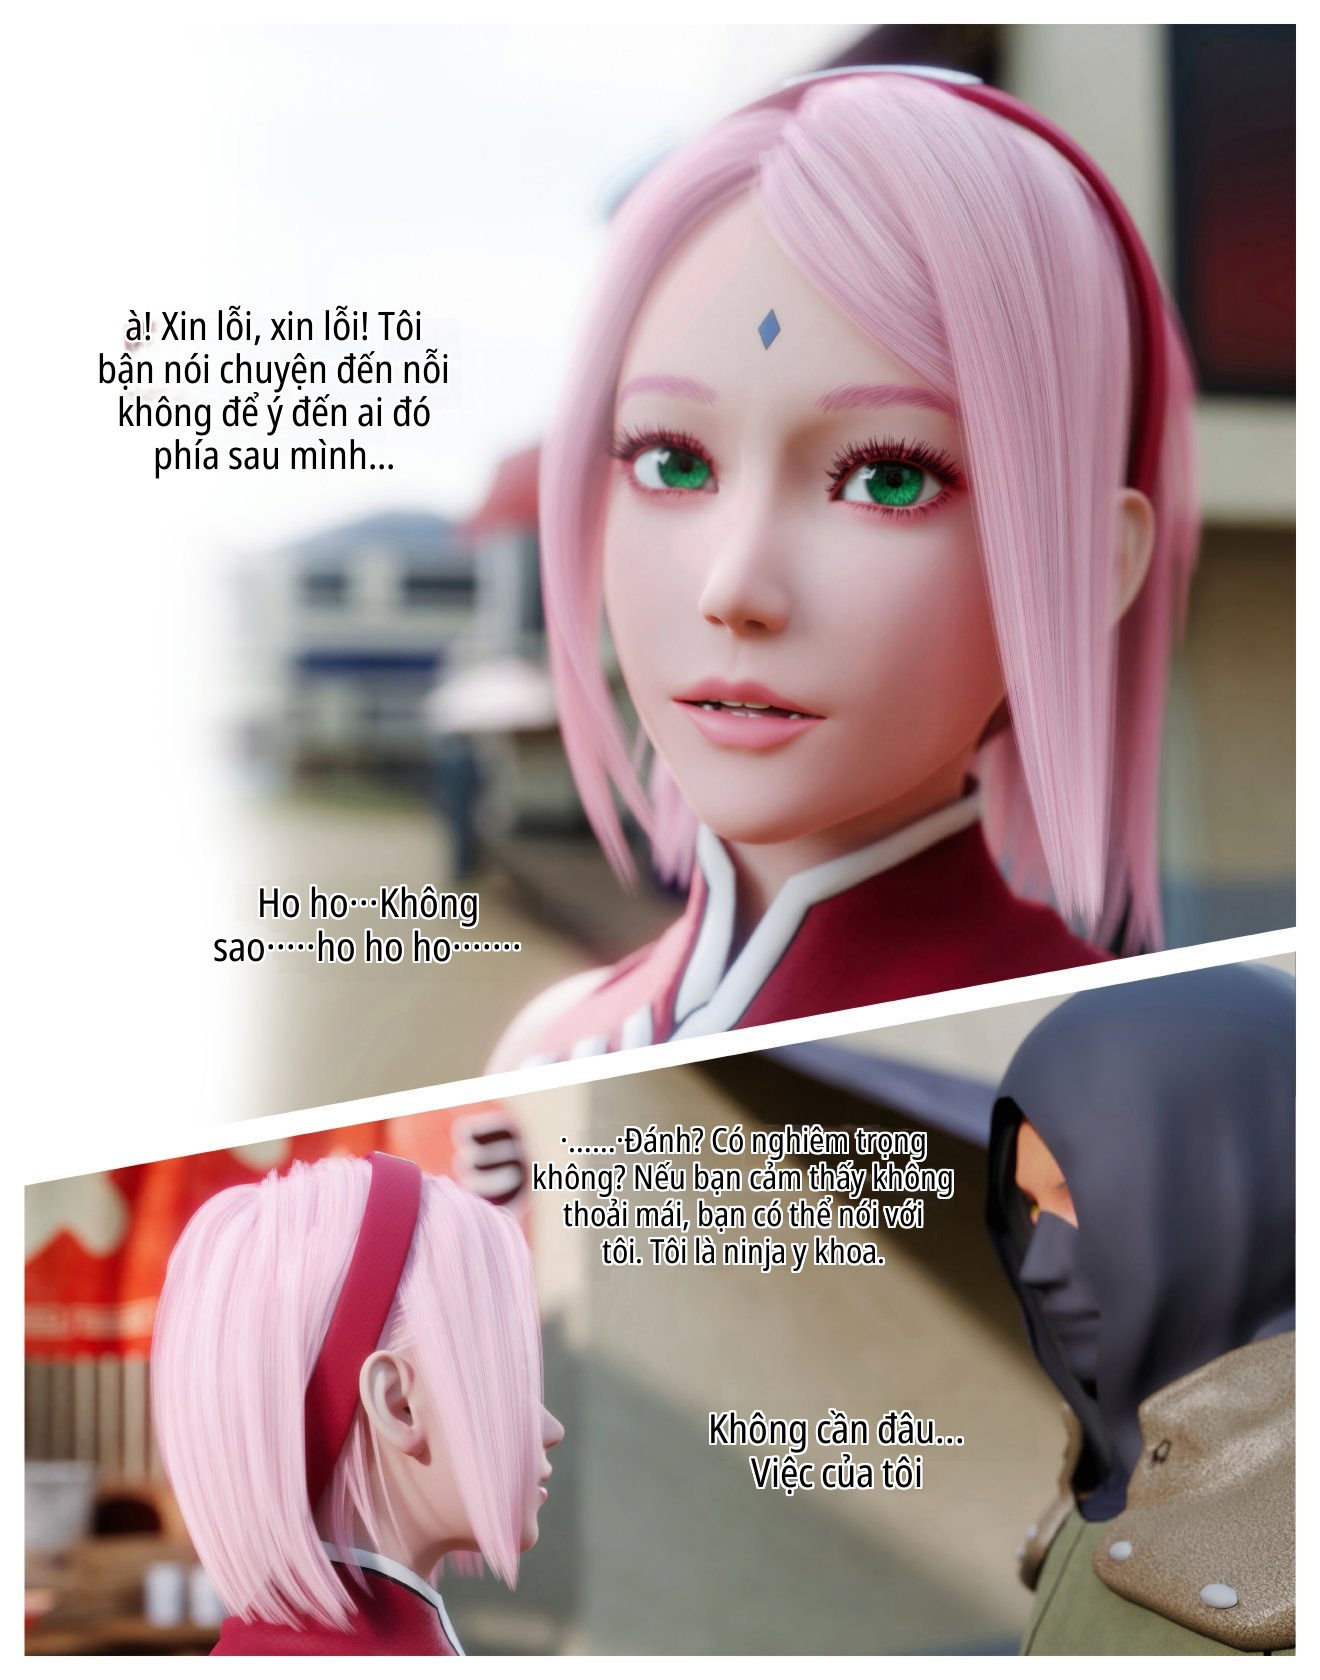 à! Xin lỗi, xin lỗi! Tôi
bận nói chuyện đến nỗi
không để ý đến ai đó
phía sau mình...
Ho ho···Không
sao·····ho ho ho·······
·......·Đánh? Có nghiêm trọng
không? Nếu bạn cảm thấy không
thoải mái, bạn có thể nói với
tôi. Tôi là ninja y khoa.
Không cần đâu...
Việc của tôi